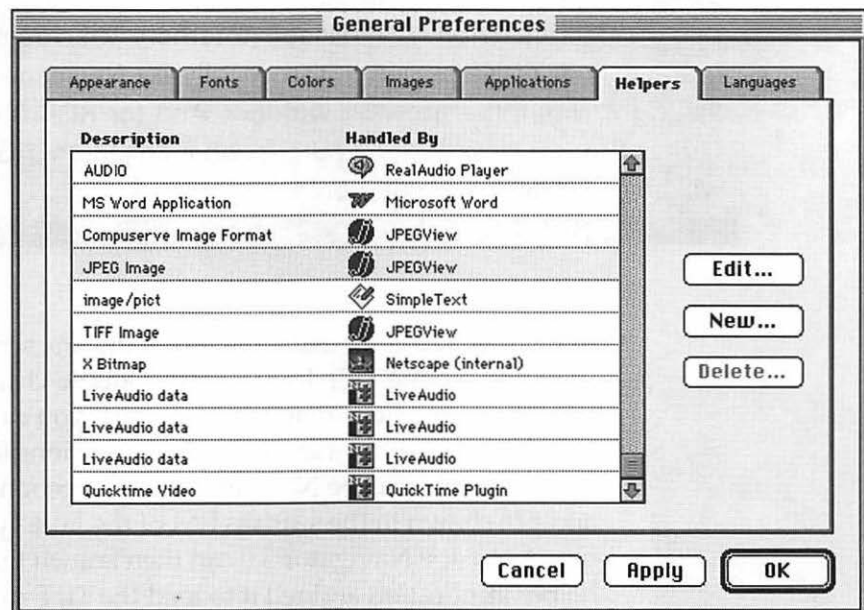 General Preferences
Appearance Fonts Colors Images Applications Helpers Languages
Description Handled By
AUDIO RealAudio Player
MS Word Application Microsoft Word
Compuserve Image Format JPEGView
JPEG Image JPEGView
image/pict SimpleText
TIFF Image JPEGView
X Bitmap Netscape (internal)
LiveAudio data LiveAudio
LiveAudio data LiveAudio
LiveAudio data LiveAudio
Quicktime Video QuickTime Plugin
Edit...
New...
Delete...
Cancel Apply OK